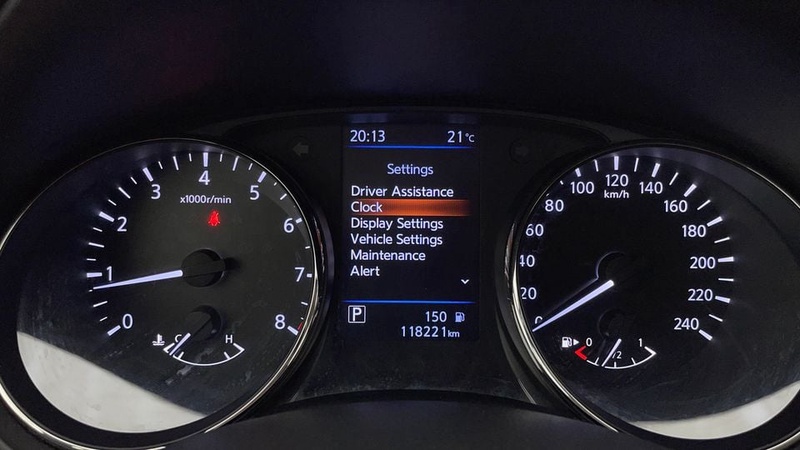 0
1
2
3
4
5
6
7
8
x1000r/min
C H
20:13 21°C
Settings
Driver Assistance
Clock
Display Settings
Vehicle Settings
Maintenance
Alert
P
150
118221 km
0
20
40
60
80
100
120
140
160
180
200
220
240
km/h
0 1/2 1